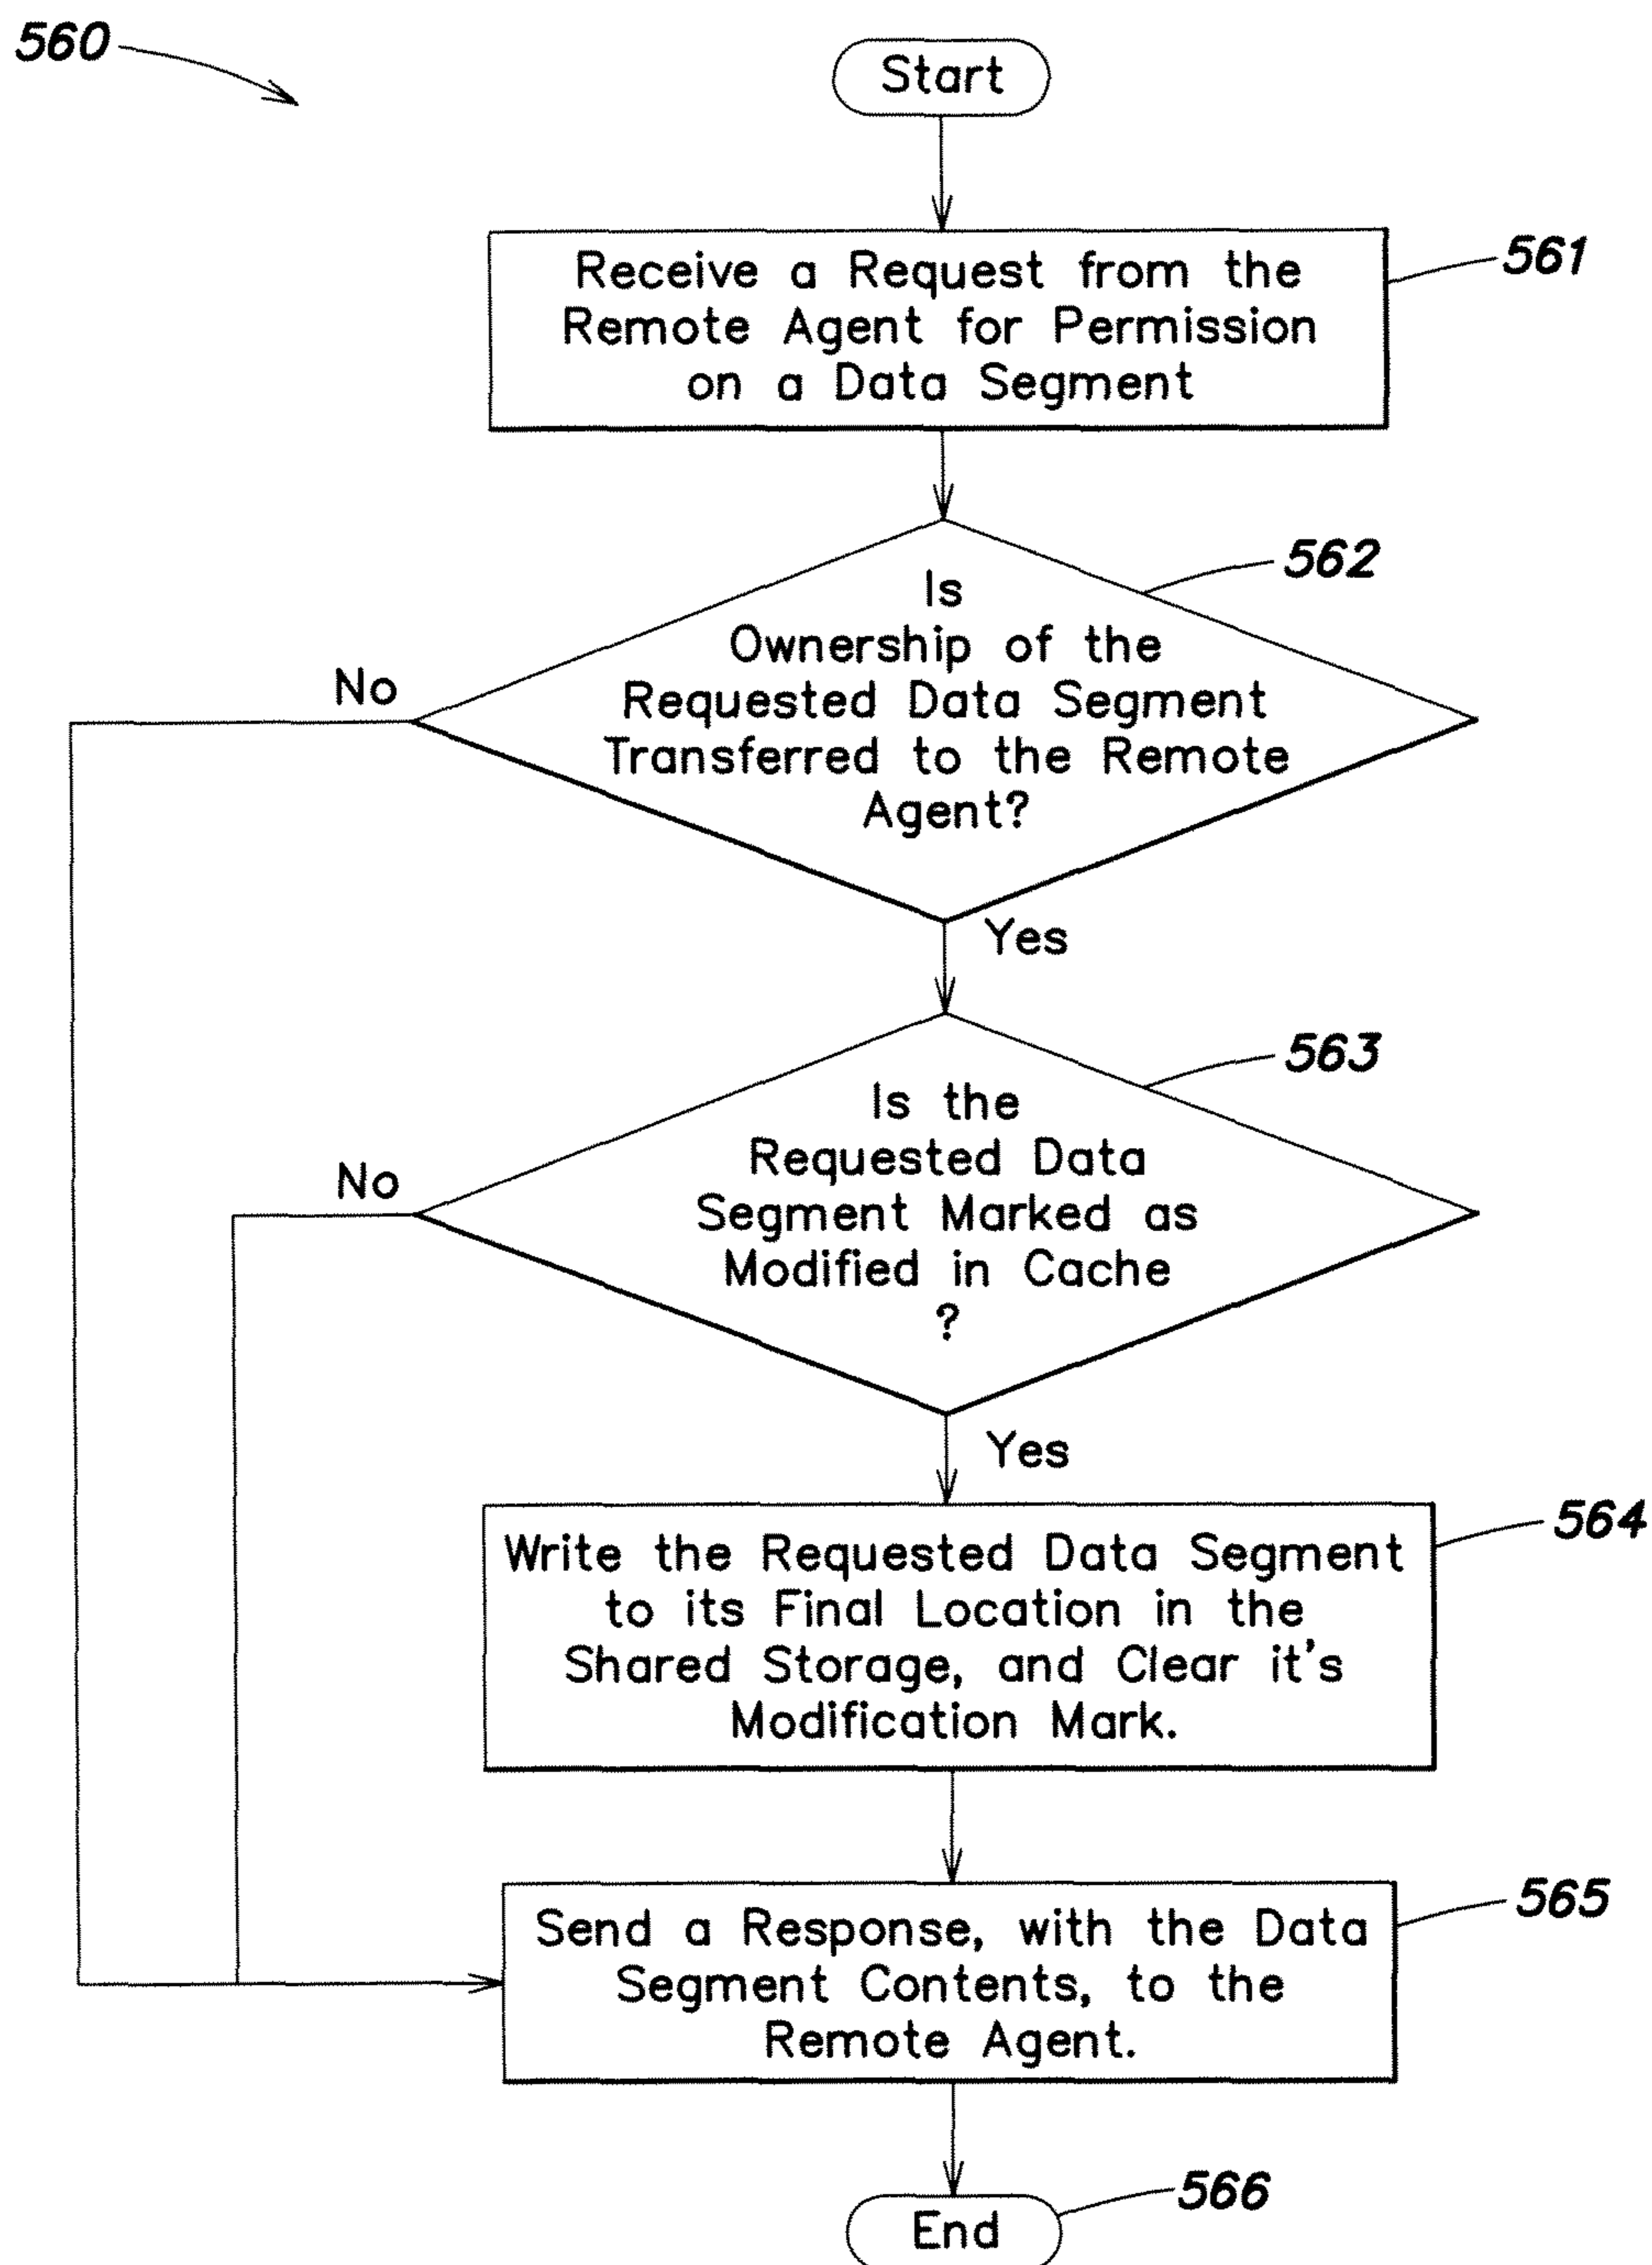 560
Start
Receive a Request from the
Remote Agent for Permission
on a Data Segment
561
Is
Ownership of the
Requested Data Segment
Transferred to the Remote
Agent?
562
No
Yes
Is the
Requested Data
Segment Marked as
Modified in Cache
?
563
No
Yes
Write the Requested Data Segment
to its Final Location in the
Shared Storage, and Clear it's
Modification Mark.
564
Send a Response, with the Data
Segment Contents, to the
Remote Agent.
565
End
566